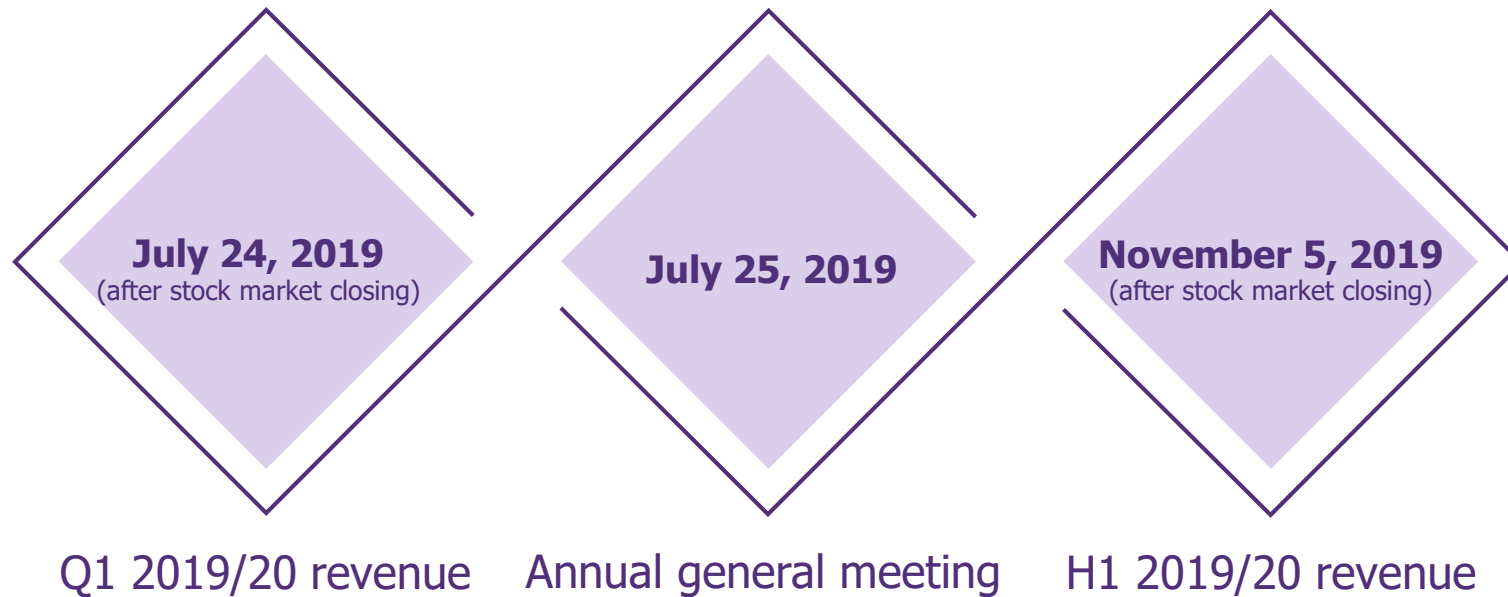 July 24, 2019
(after stock market closing)
Q1 2019/20 revenue
July 25, 2019
Annual general meeting
November 5, 2019
(after stock market closing)
H1 2019/20 revenue